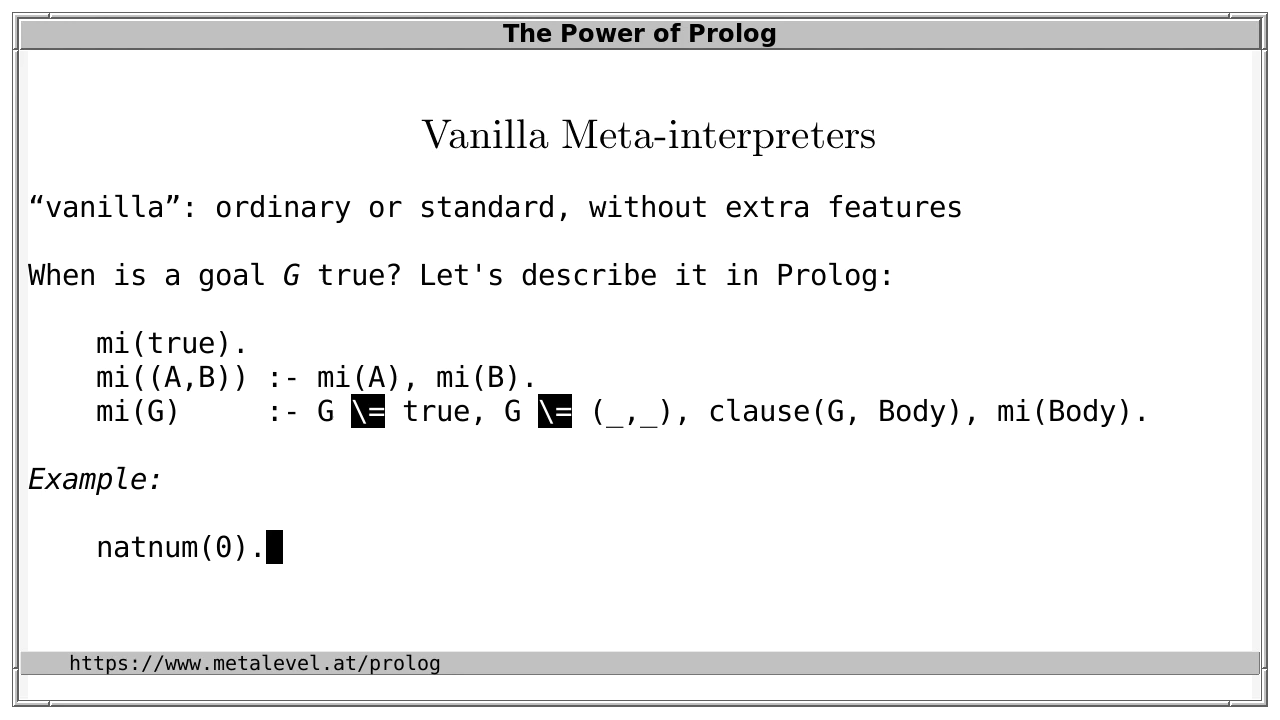 The Power of Prolog
Vanilla Meta-interpreters
“vanilla”: ordinary or standard, without extra features
When is a goal G true? Let's describe it in Prolog:
mi(true).
mi((A,B)) :- mi(A), mi(B).
mi(G)     :- G \= true, G \= (_,_), clause(G, Body), mi(Body).
Example:
natnum(0).
https://www.metalevel.at/prolog